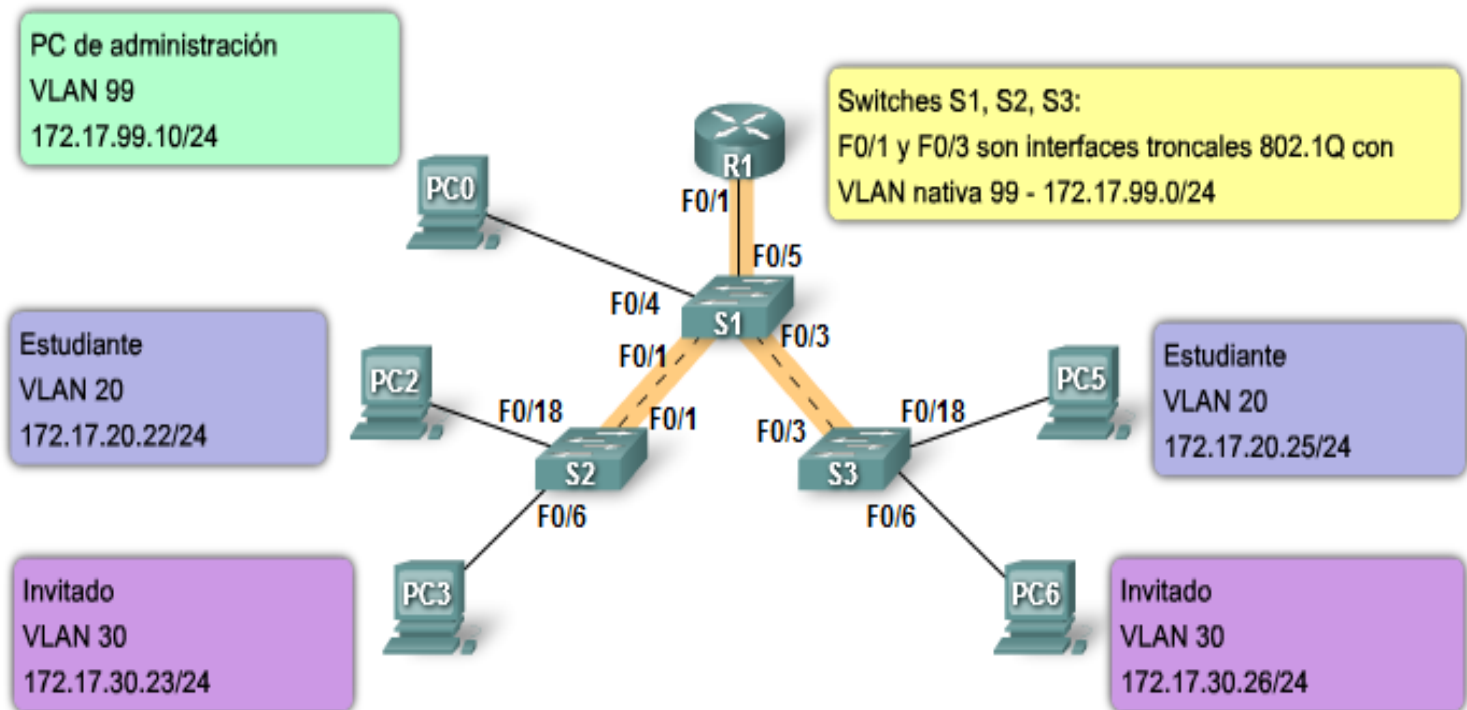 PC de administración
VLAN 99
172.17.99.10/24
Switches S1, S2, S3:
F0/1 y F0/3 son interfaces troncales 802.1Q con
VLAN nativa 99 - 172.17.99.0/24
R1
F0/1
PC0
F0/5
F0/4
S1
F0/1
F0/3
Estudiante
VLAN 20
172.17.20.22/24
PC2
F0/18
F0/1
S2
F0/6
F0/3
F0/18
S3
F0/6
PC5
Estudiante
VLAN 20
172.17.20.25/24
Invitado
VLAN 30
172.17.30.23/24
PC3
PC6
Invitado
VLAN 30
172.17.30.26/24